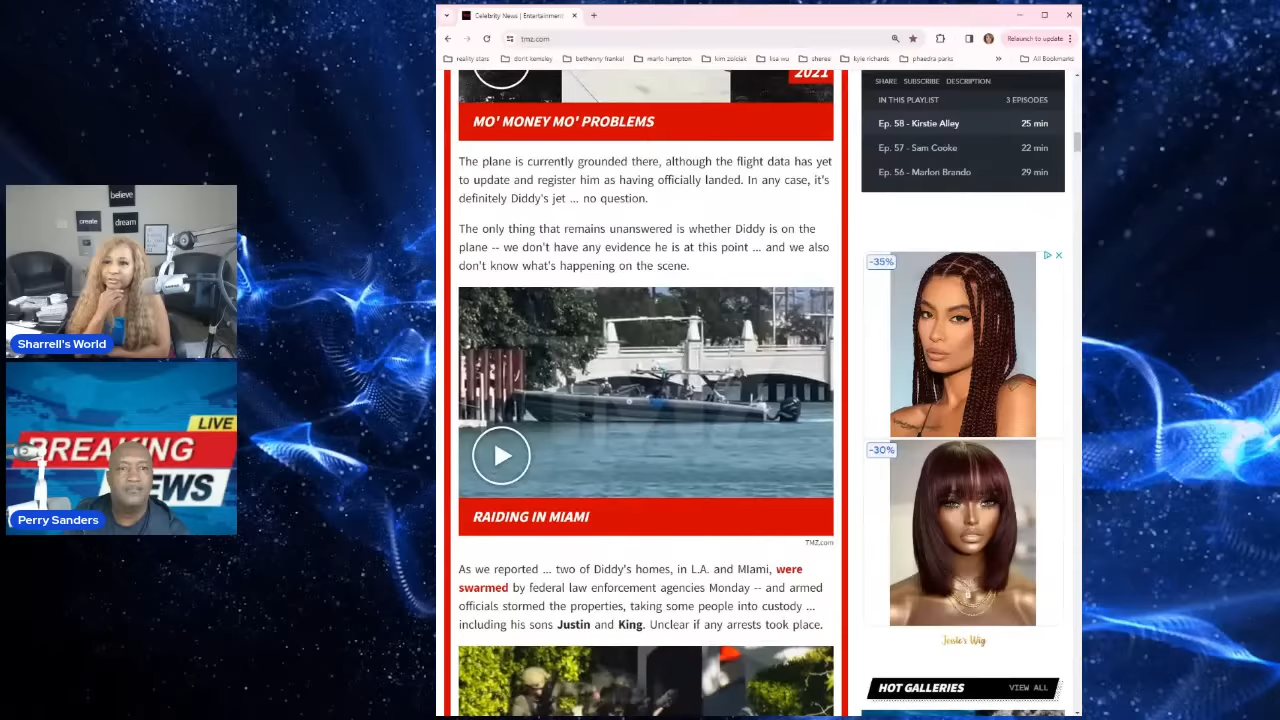 Celebrity News | Entertainment
tmz.com
Relaunch to update
reality stars
dorit kemsley
bethenny frankel
marlo hampton
kim zolciak
lisa wu
sheree
kyle richards
phaedra parks
All Bookmarks
2021
MO' MONEY MO' PROBLEMS
The plane is currently grounded there, although the flight data has yet
to update and register him as having officially landed. In any case, it's
definitely Diddy's jet ... no question.
The only thing that remains unanswered is whether Diddy is on the
plane -- we don't have any evidence he is at this point ... and we also
don't know what's happening on the scene.
RAIDING IN MIAMI
TMZ.com
As we reported ... two of Diddy's homes, in L.A. and MIami, were
swarmed by federal law enforcement agencies Monday -- and armed
officials stormed the properties, taking some people into custody ...
including his sons Justin and King. Unclear if any arrests took place.
SHARE SUBSCRIBE DESCRIPTION
IN THIS PLAYLIST 3 EPISODES
Ep. 58 - Kirstie Alley 25 min
Ep. 57 - Sam Cooke 22 min
Ep. 56 - Marlon Brando 29 min
-35%
-30%
HOT GALLERIES VIEW ALL
believe
create
dream
Sharrell's World
LIVE
BREAKING
NEWS
Perry Sanders